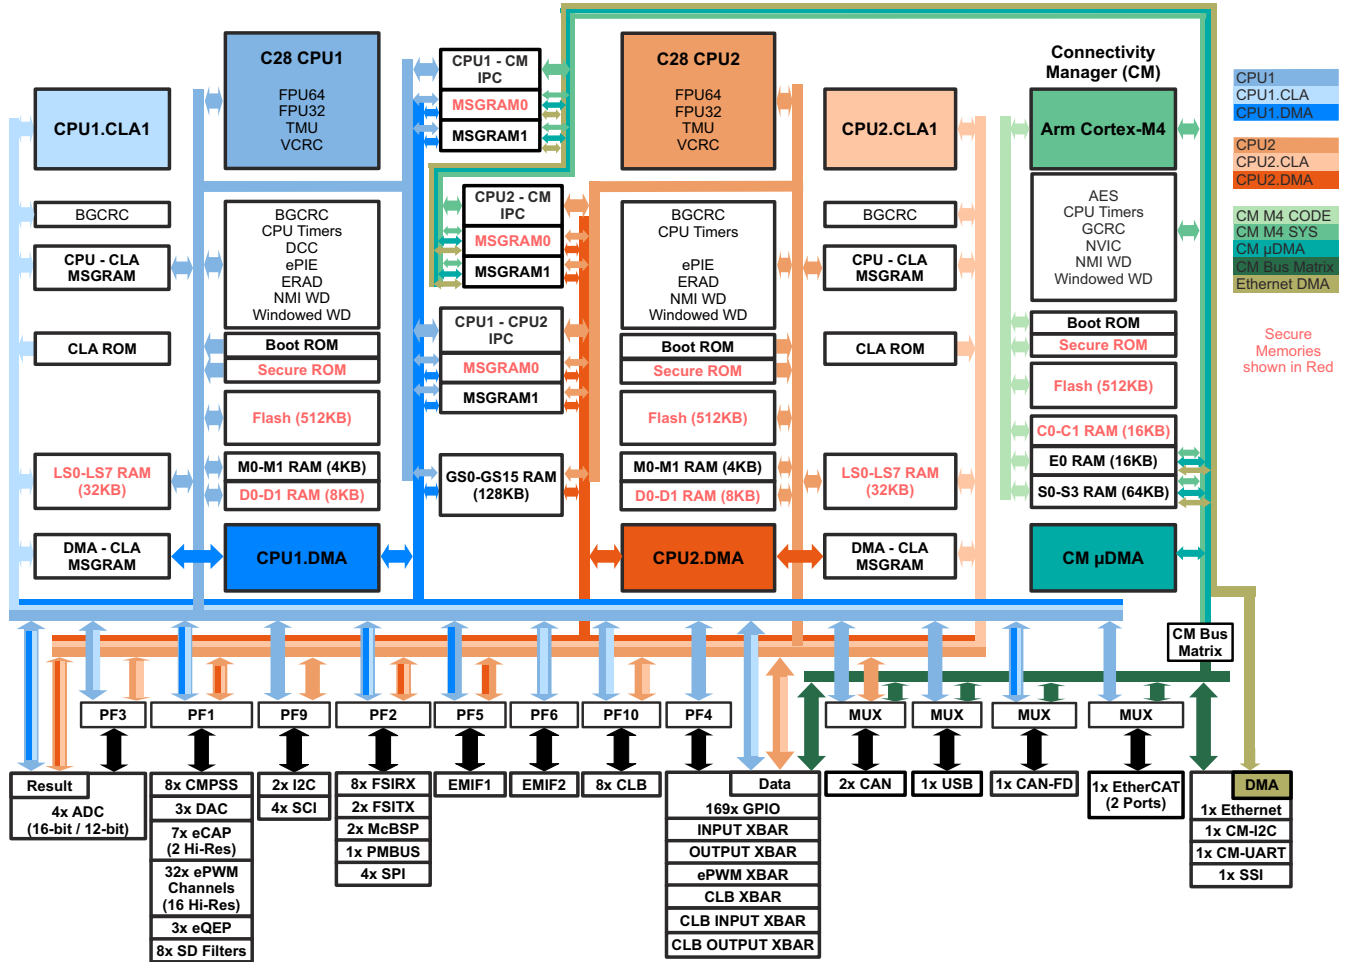 C28 CPU1
FPU64
FPU32
TMU
VCRC
CPU1.CLA1
BGCRC
CPU - CLA
MSGRAM
CLA ROM
LS0-LS7 RAM
(32KB)
DMA - CLA
MSGRAM
BGCRC
CPU Timers
DCC
ePIE
ERAD
NMI WD
Windowed WD
Boot ROM
Secure ROM
Flash (512KB)
M0-M1 RAM (4KB)
D0-D1 RAM (8KB)
CPU1.DMA
CPU1 - CM
IPC
MSGRAM0
MSGRAM1
CPU2 - CM
IPC
MSGRAM0
MSGRAM1
CPU1 - CPU2
IPC
MSGRAM0
MSGRAM1
GS0-GS15 RAM
(128KB)
C28 CPU2
FPU64
FPU32
TMU
VCRC
BGCRC
CPU Timers
ePIE
ERAD
NMI WD
Windowed WD
Boot ROM
Secure ROM
Flash (512KB)
M0-M1 RAM (4KB)
D0-D1 RAM (8KB)
CPU2.DMA
CPU2.CLA1
BGCRC
CPU - CLA
MSGRAM
CLA ROM
LS0-LS7 RAM
(32KB)
DMA - CLA
MSGRAM
Connectivity
Manager (CM)
Arm Cortex-M4
AES
CPU Timers
GCRC
NVIC
NMI WD
Windowed WD
Boot ROM
Secure ROM
Flash (512KB)
C0-C1 RAM (16KB)
E0 RAM (16KB)
S0-S3 RAM (64KB)
CM µDMA
CPU1
CPU1.CLA
CPU1.DMA
CPU2
CPU2.CLA
CPU2.DMA
CM M4 CODE
CM M4 SYS
CM µDMA
CM Bus Matrix
Ethernet DMA
Secure
Memories
shown in Red
CM Bus
Matrix
PF3
PF1
PF9
PF2
PF5
PF6
PF10
PF4
MUX
MUX
MUX
MUX
Result
4x ADC
(16-bit / 12-bit)
8x CMPSS
3x DAC
7x eCAP
(2 Hi-Res)
32x ePWM
Channels
(16 Hi-Res)
3x eQEP
8x SD Filters
2x I2C
4x SCI
8x FSIRX
2x FSITX
2x McBSP
1x PMBUS
4x SPI
EMIF1
EMIF2
8x CLB
Data
169x GPIO
INPUT XBAR
OUTPUT XBAR
ePWM XBAR
CLB XBAR
CLB INPUT XBAR
CLB OUTPUT XBAR
2x CAN
1x USB
1x CAN-FD
1x EtherCAT
(2 Ports)
DMA
1x Ethernet
1x CM-I2C
1x CM-UART
1x SSI